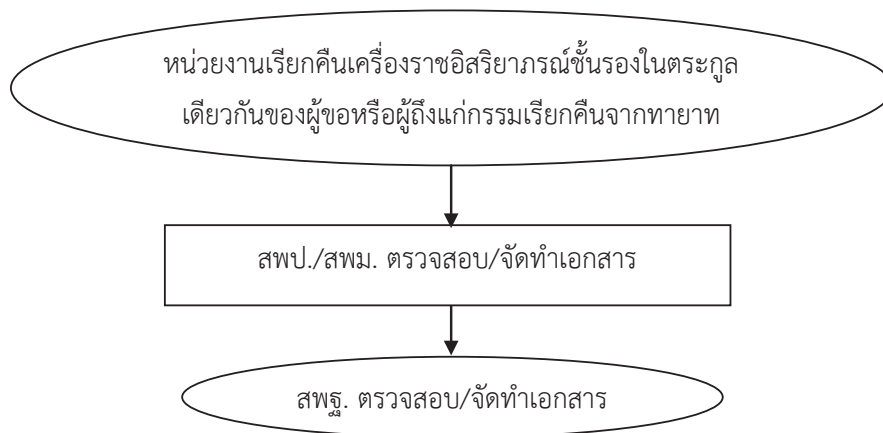 หน่วยงานเรียกคืนเครื่องราชอิสริยาภรณ์ชั้นรองในตระกูล
เดียวกันของผู้ขอหรือผู้ถึงแก่กรรมเรียกคืนจากทายาท
สพป./สพม. ตรวจสอบ/จัดทำเอกสาร
สพฐ. ตรวจสอบ/จัดทำเอกสาร